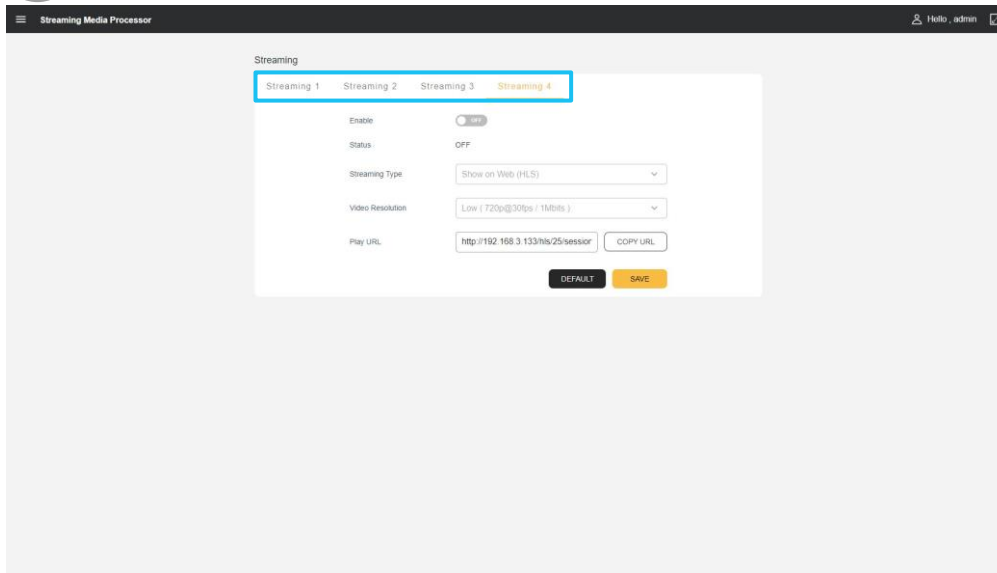 Streaming Media Processor Hello , admin
Streaming
Streaming 1 Streaming 2 Streaming 3 Streaming 4
Enable OFF
Status OFF
Streaming Type Show on Web (HLS)
Video Resolution Low ( 720p@30fps / 1Mbits )
Play URL http://192.168.3.133/hls/25/session COPY URL
DEFAULT SAVE